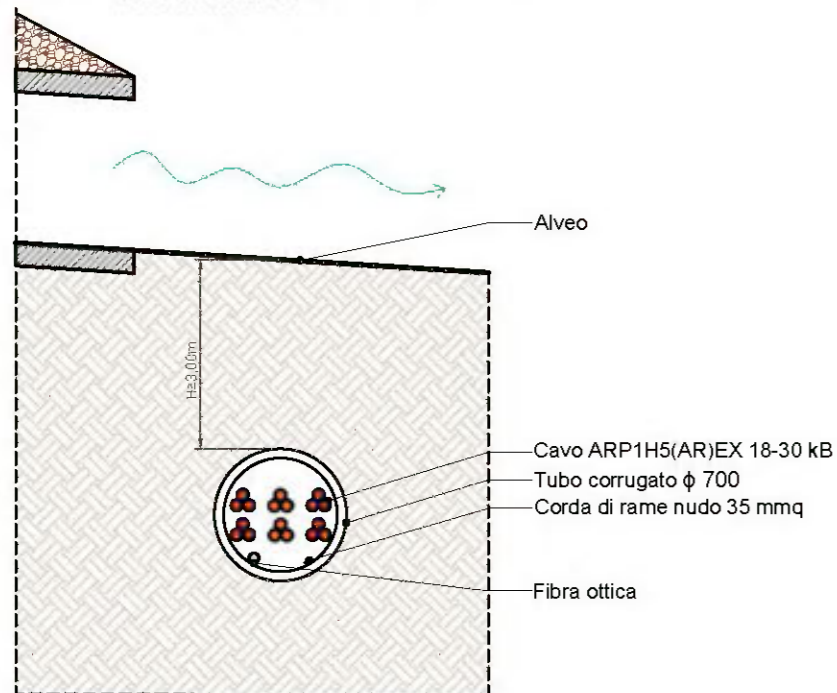 Alveo
H≥3,00m
Cavo ARP1H5(AR)EX 18-30 kB
Tubo corrugato ϕ 700
Corda di rame nudo 35 mmq
Fibra ottica